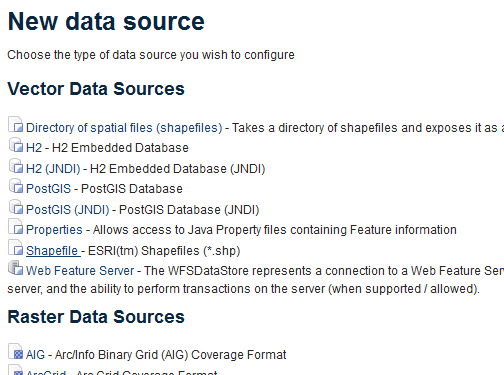 New data source
Choose the type of data source you wish to configure
Vector Data Sources
Directory of spatial files (shapefiles) - Takes a directory of shapefiles and exposes it as a
H2 - H2 Embedded Database
H2 (JNDI) - H2 Embedded Database (JNDI)
PostGIS - PostGIS Database
PostGIS (JNDI) - PostGIS Database (JNDI)
Properties - Allows access to Java Property files containing Feature information
Shapefile - ESRI(tm) Shapefiles (*.shp)
Web Feature Server - The WFSDataStore represents a connection to a Web Feature Ser
server, and the ability to perform transactions on the server (when supported / allowed).
Raster Data Sources
AIG - Arc/Info Binary Grid (AIG) Coverage Format
ArcGrid - Arc Grid Coverage Format